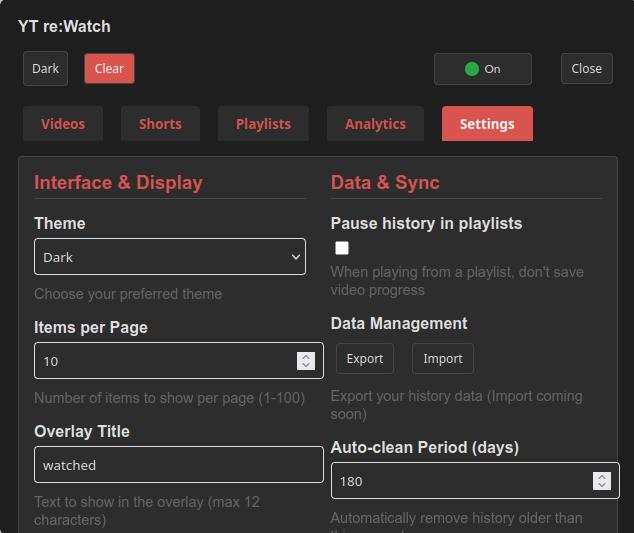 YT re:Watch
Dark
Clear
On
Close
Videos
Shorts
Playlists
Analytics
Settings
Interface & Display
Theme
Dark
Choose your preferred theme
Items per Page
10
Number of items to show per page (1-100)
Overlay Title
watched
Text to show in the overlay (max 12
characters)
Data & Sync
Pause history in playlists
When playing from a playlist, don't save
video progress
Data Management
Export
Import
Export your history data (Import coming
soon)
Auto-clean Period (days)
180
Automatically remove history older than